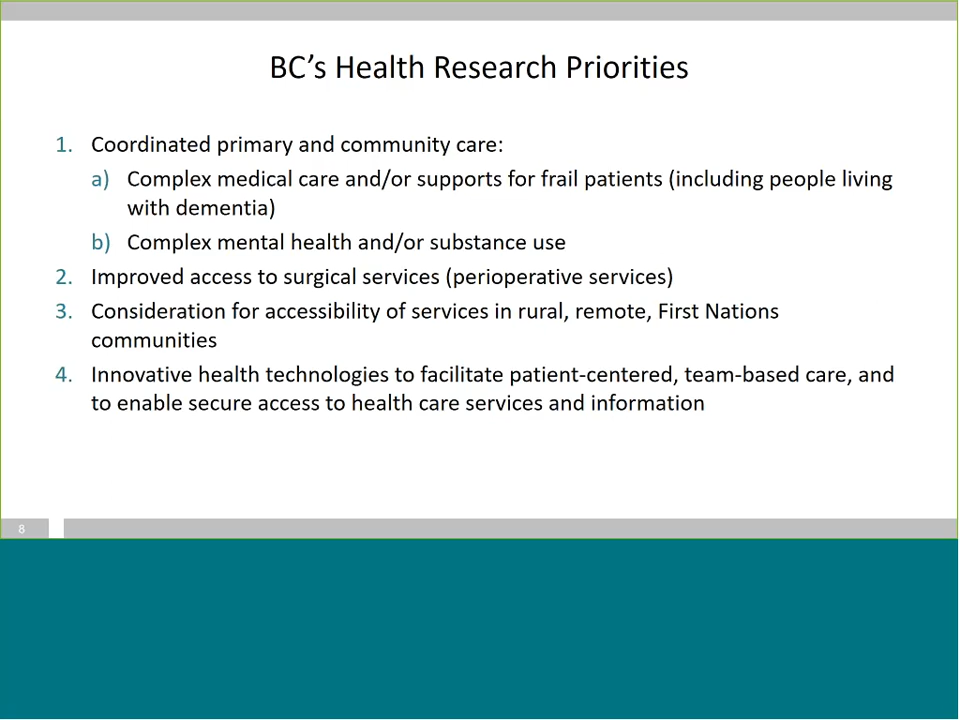 BC’s Health Research Priorities
1. Coordinated primary and community care:
a) Complex medical care and/or supports for frail patients (including people living
with dementia)
b) Complex mental health and/or substance use
2. Improved access to surgical services (perioperative services)
3. Consideration for accessibility of services in rural, remote, First Nations
communities
4. Innovative health technologies to facilitate patient-centered, team-based care, and
to enable secure access to health care services and information
8